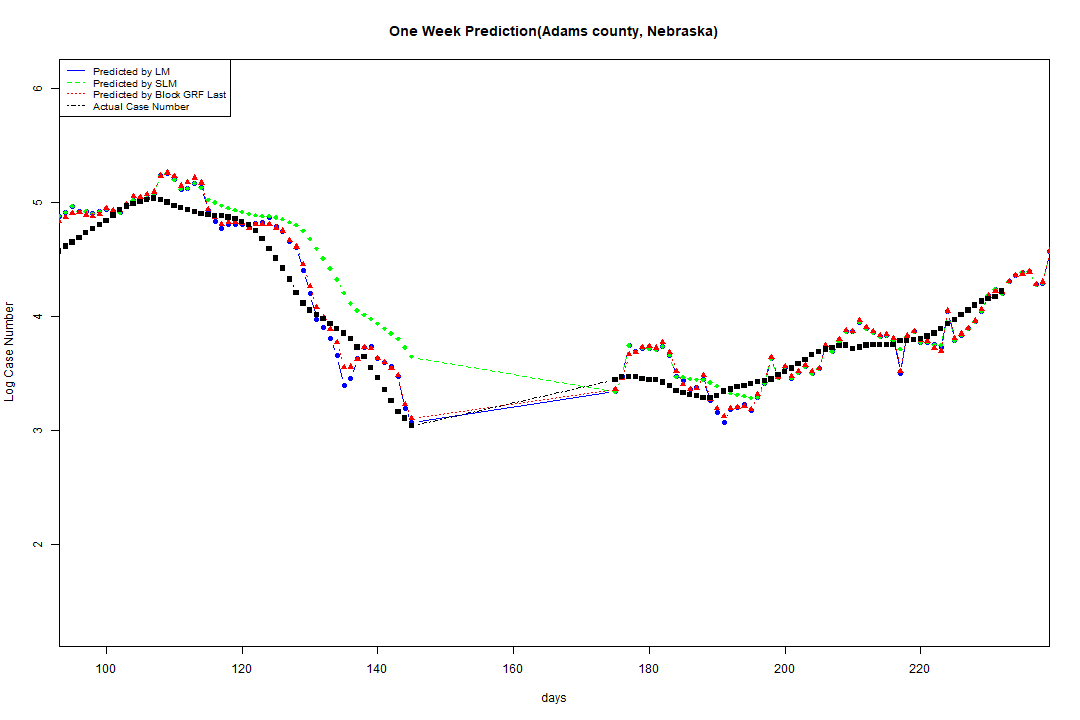 One Week Prediction(Adams county, Nebraska)
Predicted by LM
Predicted by SLM
Predicted by Block GRF Last
Actual Case Number
Log Case Number
6
5
4
3
2
100 120 140 160 180 200 220
days